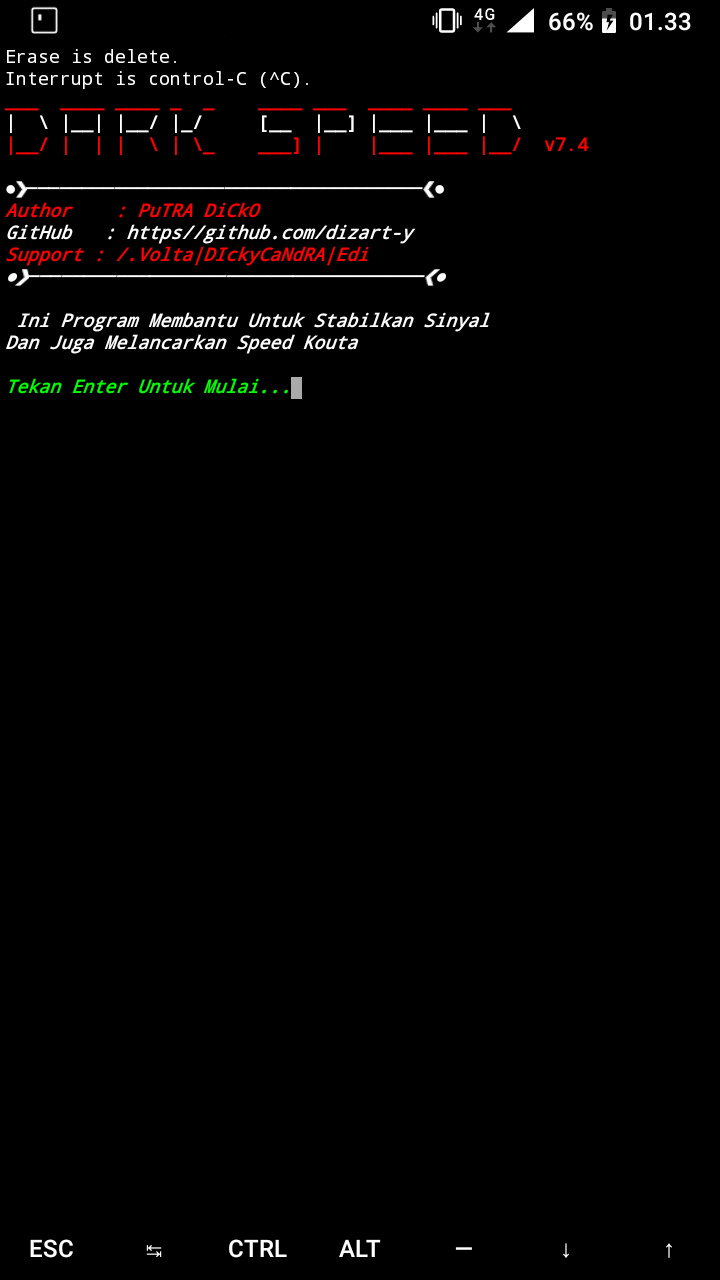 4G 66% 01.33
Erase is delete.
Interrupt is control-C (^C).
DARK SPEED v7.4
Author : PuTRA DiCkO
GitHub : https//github.com/dizart-y
Support : /.Volta|DIckyCaNdRA|Edi
Ini Program Membantu Untuk Stabilkan Sinyal
Dan Juga Melancarkan Speed Kouta
Tekan Enter Untuk Mulai...
ESC ↹ CTRL ALT — ↓ ↑